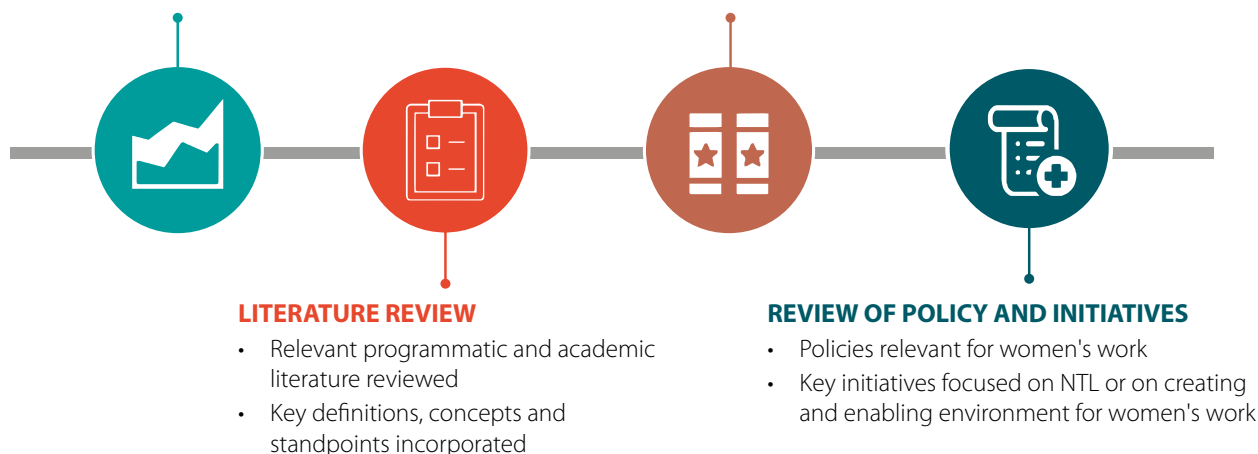 LITERATURE REVIEW
• Relevant programmatic and academic
literature reviewed
• Key definitions, concepts and
standpoints incorporated
REVIEW OF POLICY AND INITIATIVES
• Policies relevant for women's work
• Key initiatives focused on NTL or on creating
and enabling environment for women's work